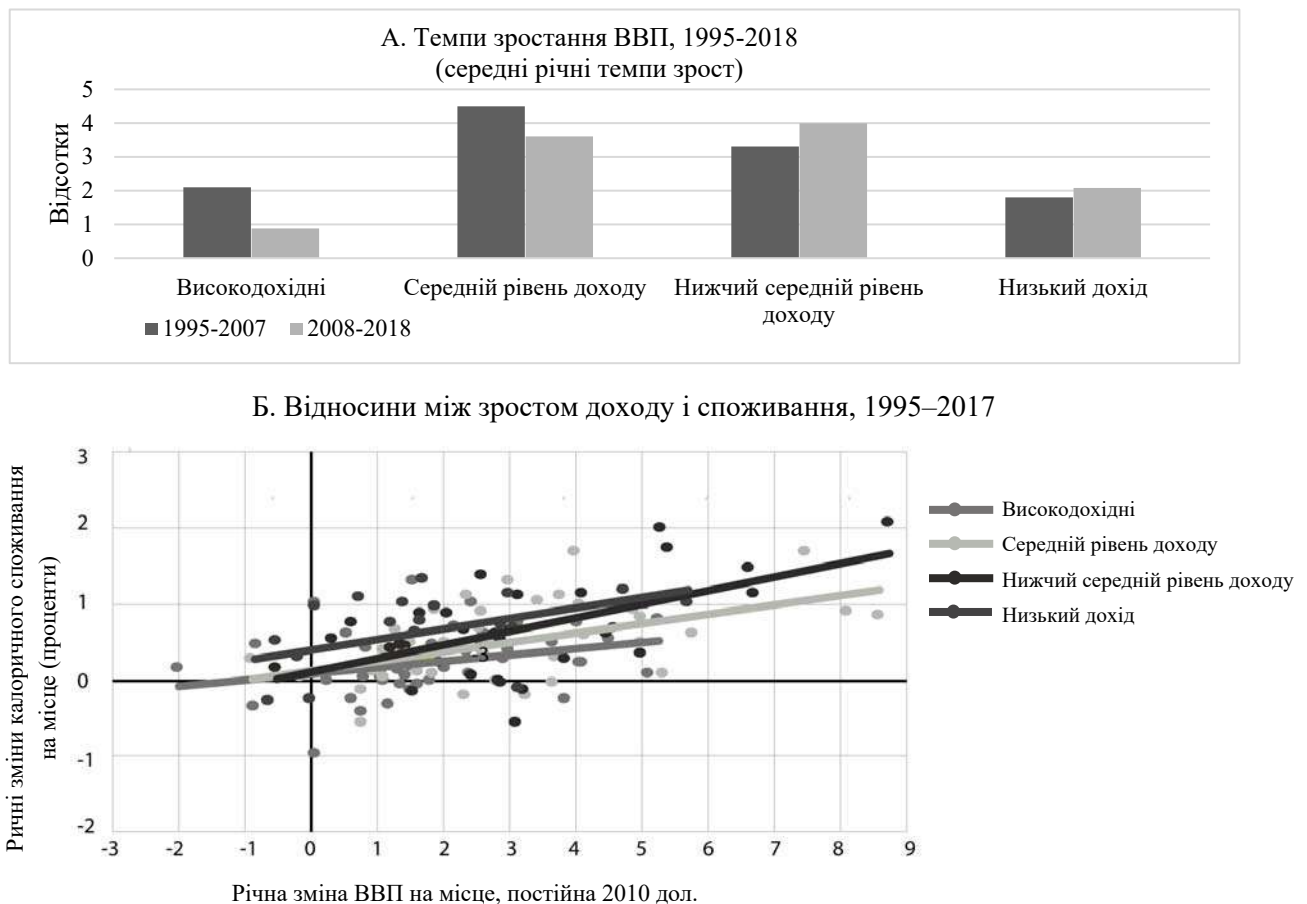 А. Темпи зростання ВВП, 1995-2018
(середні річні темпи зрост)
Відсотки
5
4
3
2
1
0
Високодохідні
Середній рівень доходу
Нижчий середній рівень
доходу
Низький дохід
1995-2007
2008-2018
Б. Відносини між зростом доходу і споживання, 1995–2017
Ричні зміни калоричного споживання
на місце (проценти)
3
2
1
0
-1
-2
-3
-3 -2 -1 0 1 2 3 4 5 6 7 8 9
Річна зміна ВВП на місце, постійна 2010 дол.
Високодохідні
Середній рівень доходу
Нижчий середній рівень доходу
Низький дохід